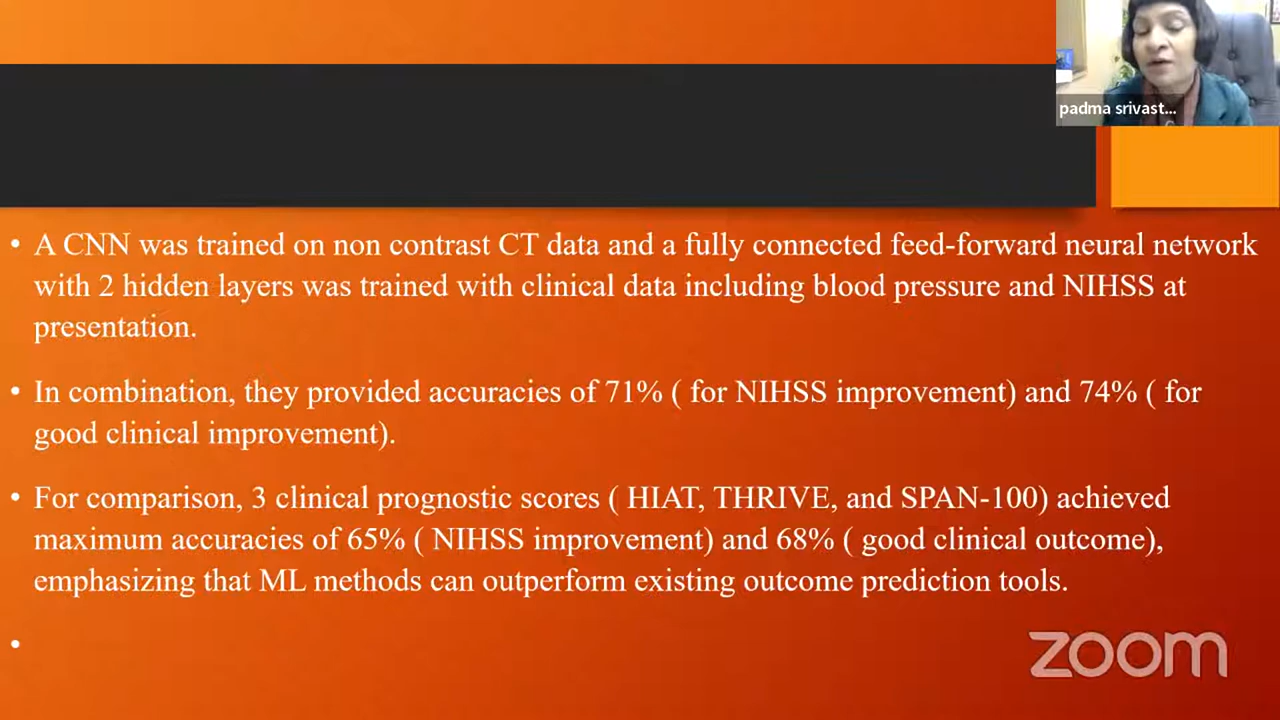 padma srivast...
• A CNN was trained on non contrast CT data and a fully connected feed-forward neural network
with 2 hidden layers was trained with clinical data including blood pressure and NIHSS at
presentation.
• In combination, they provided accuracies of 71% ( for NIHSS improvement) and 74% ( for
good clinical improvement).
• For comparison, 3 clinical prognostic scores ( HIAT, THRIVE, and SPAN-100) achieved
maximum accuracies of 65% ( NIHSS improvement) and 68% ( good clinical outcome),
emphasizing that ML methods can outperform existing outcome prediction tools.
•
zoom